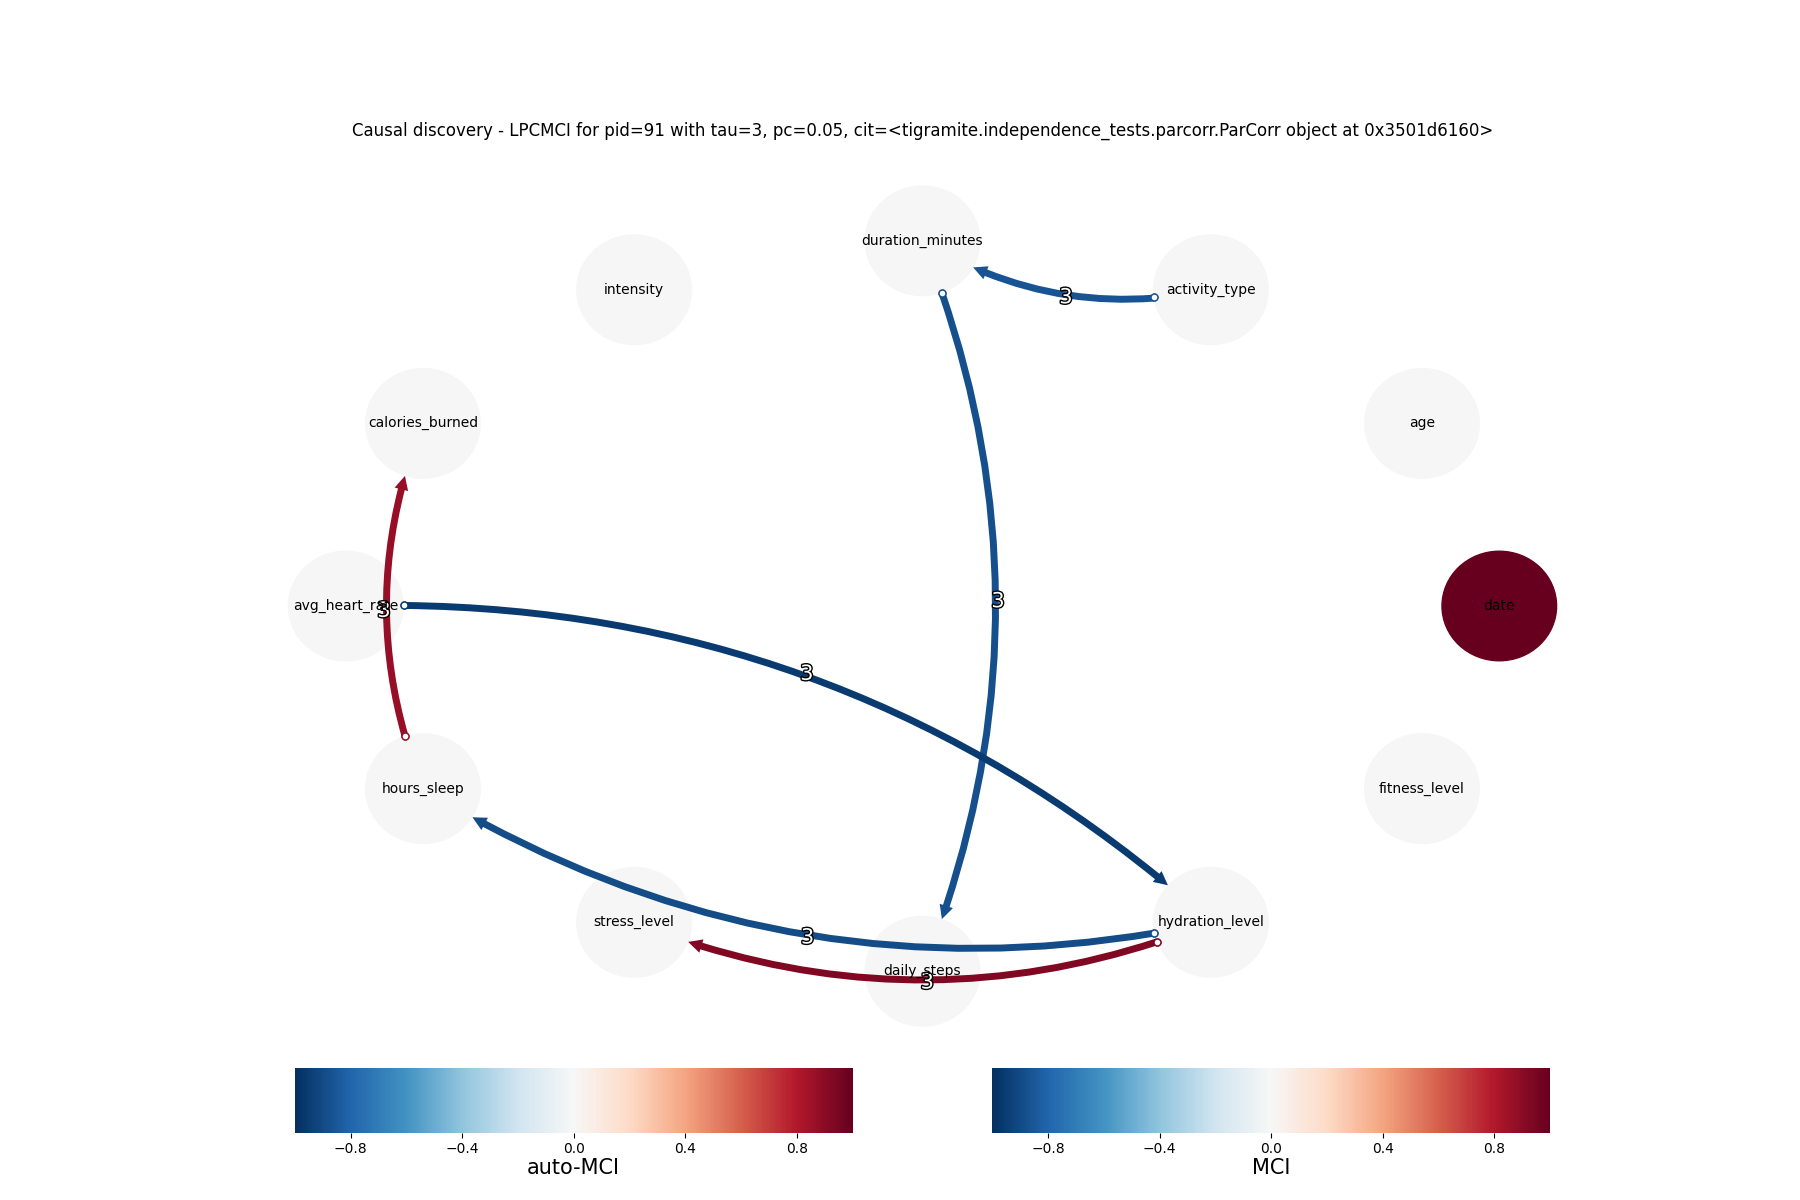 Causal discovery - LPCMCI for pid=91 with tau=3, pc=0.05, cit=<tigramite.independence_tests.parcorr.ParCorr object at 0x3501d6160>
duration_minutes
intensity
activity_type
3
calories_burned
age
3
avg_heart_rate
3
date
3
hours_sleep
fitness_level
stress_level
hydration_level
3
daily_steps
3
−0.8 −0.4 0.0 0.4 0.8
auto-MCI
−0.8 −0.4 0.0 0.4 0.8
MCI